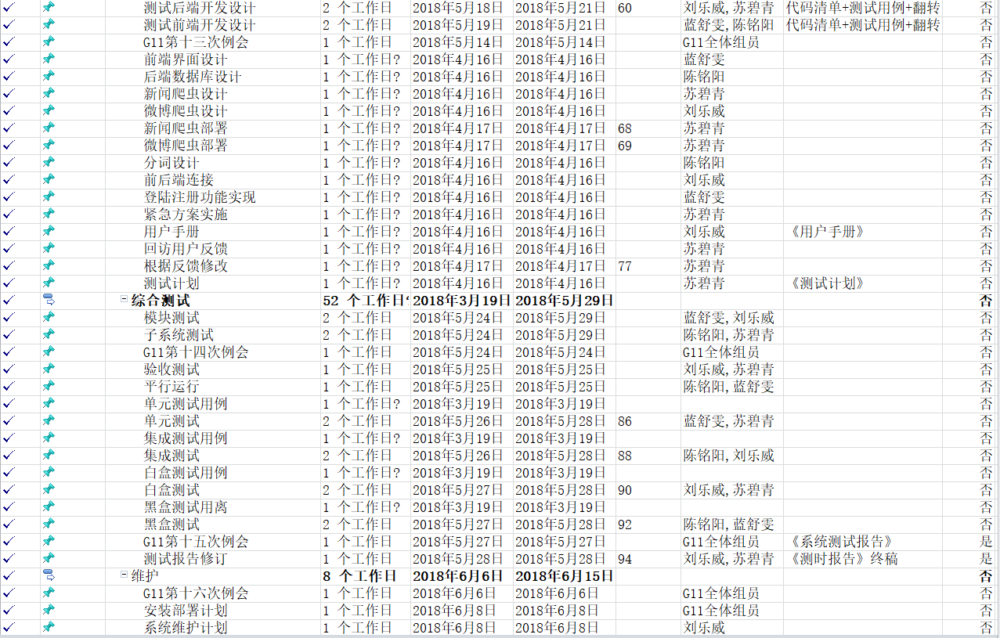 测试后端开发设计 2 个工作日 2018年5月18日 2018年5月21日 60 刘乐威,苏碧青 代码清单+测试用例+翻转 否
测试前端开发设计 2 个工作日 2018年5月19日 2018年5月21日 蓝舒雯,陈铭阳 代码清单+测试用例+翻转 否
G11第十三次例会 1 个工作日 2018年5月14日 2018年5月14日 G11全体组员 否
前端界面设计 1 个工作日? 2018年4月16日 2018年4月16日 蓝舒雯 否
后端数据库设计 1 个工作日? 2018年4月16日 2018年4月16日 陈铭阳 否
新闻爬虫设计 1 个工作日? 2018年4月16日 2018年4月16日 苏碧青 否
微博爬虫设计 1 个工作日? 2018年4月16日 2018年4月16日 刘乐威 否
新闻爬虫部署 1 个工作日? 2018年4月17日 2018年4月17日 68 苏碧青 否
微博爬虫部署 1 个工作日? 2018年4月17日 2018年4月17日 69 苏碧青 否
分词设计 1 个工作日? 2018年4月16日 2018年4月16日 陈铭阳 否
前后端连接 1 个工作日? 2018年4月16日 2018年4月16日 刘乐威 否
登陆注册功能实现 1 个工作日? 2018年4月16日 2018年4月16日 蓝舒雯 否
紧急方案实施 1 个工作日? 2018年4月16日 2018年4月16日 苏碧青 否
用户手册 1 个工作日? 2018年4月16日 2018年4月16日 刘乐威 《用户手册》 否
回访用户反馈 1 个工作日? 2018年4月16日 2018年4月16日 苏碧青 否
根据反馈修改 1 个工作日? 2018年4月17日 2018年4月17日 77 苏碧青 否
测试计划 1 个工作日? 2018年4月16日 2018年4月16日 苏碧青 《测试计划》 否
综合测试 52 个工作日? 2018年3月19日 2018年5月29日 否
模块测试 2 个工作日 2018年5月24日 2018年5月29日 蓝舒雯,刘乐威 否
子系统测试 2 个工作日 2018年5月24日 2018年5月29日 陈铭阳,苏碧青 否
G11第十四次例会 1 个工作日 2018年5月24日 2018年5月24日 G11全体组员 否
验收测试 1 个工作日 2018年5月25日 2018年5月25日 刘乐威,苏碧青 否
平行运行 1 个工作日 2018年5月25日 2018年5月25日 陈铭阳,蓝舒雯 否
单元测试用例 1 个工作日? 2018年3月19日 2018年3月19日 否
单元测试 2 个工作日 2018年5月26日 2018年5月28日 86 蓝舒雯,苏碧青 否
集成测试用例 1 个工作日? 2018年3月19日 2018年3月19日 否
集成测试 2 个工作日 2018年5月26日 2018年5月28日 88 陈铭阳,刘乐威 否
白盒测试用例 1 个工作日? 2018年3月19日 2018年3月19日 否
白盒测试 2 个工作日 2018年5月27日 2018年5月28日 90 刘乐威,苏碧青 否
黑盒测试用离 1 个工作日? 2018年3月19日 2018年3月19日 否
黑盒测试 2 个工作日 2018年5月27日 2018年5月28日 92 陈铭阳,蓝舒雯 否
G11第十五次例会 1 个工作日 2018年5月27日 2018年5月27日 G11全体组员 《系统测试报告》 是
测试报告修订 1 个工作日 2018年5月28日 2018年5月28日 94 刘乐威,苏碧青 《测时报告》终稿 是
维护 8 个工作日 2018年6月6日 2018年6月15日 否
G11第十六次例会 1 个工作日 2018年6月6日 2018年6月6日 G11全体组员 否
安装部署计划 1 个工作日 2018年6月8日 2018年6月8日 G11全体组员 否
系统维护计划 1 个工作日 2018年6月8日 2018年6月8日 刘乐威 否